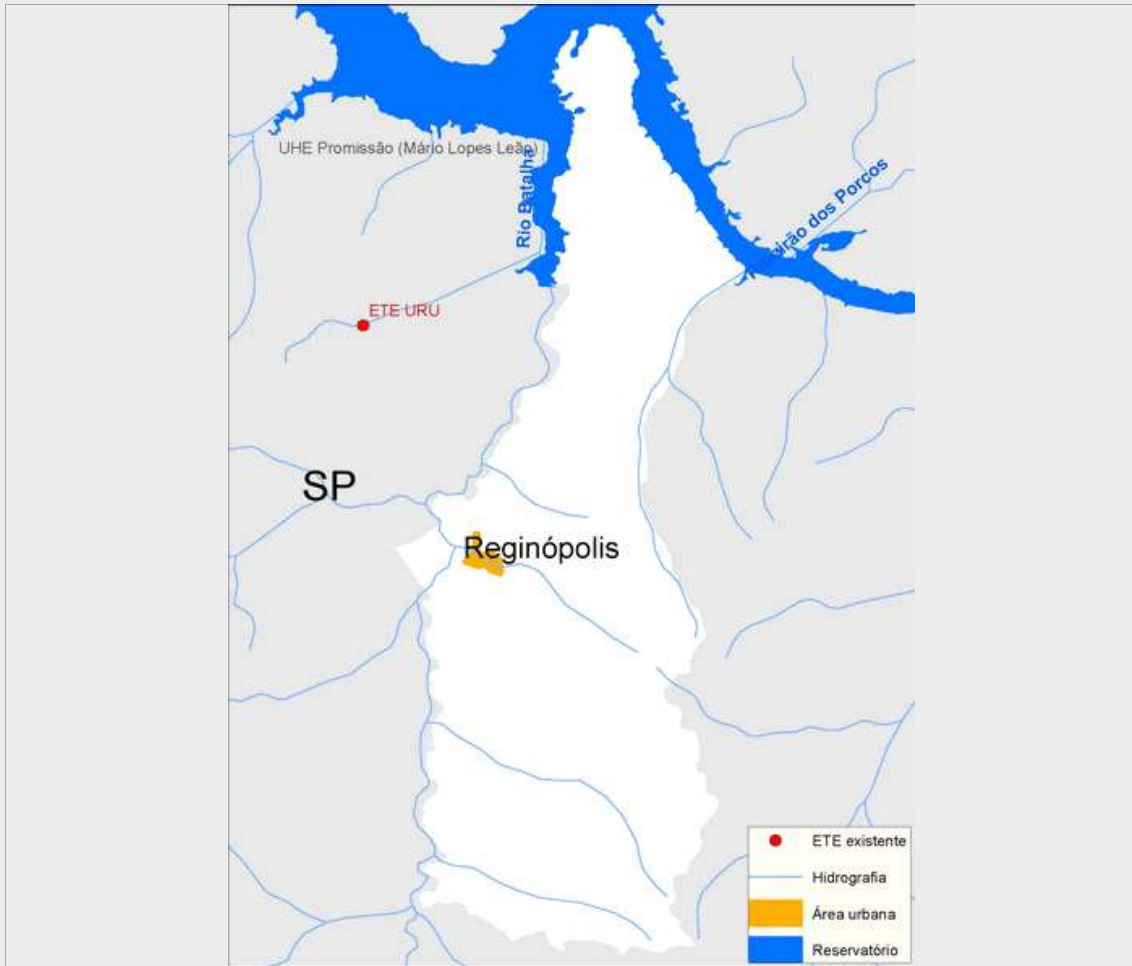 UHE Promissão (Mário Lopes Leão)
Rio Batalha
Ribeirão dos Porcos
ETE URU
SP
Reginópolis
ETE existente
Hidrografia
Área urbana
Reservatório